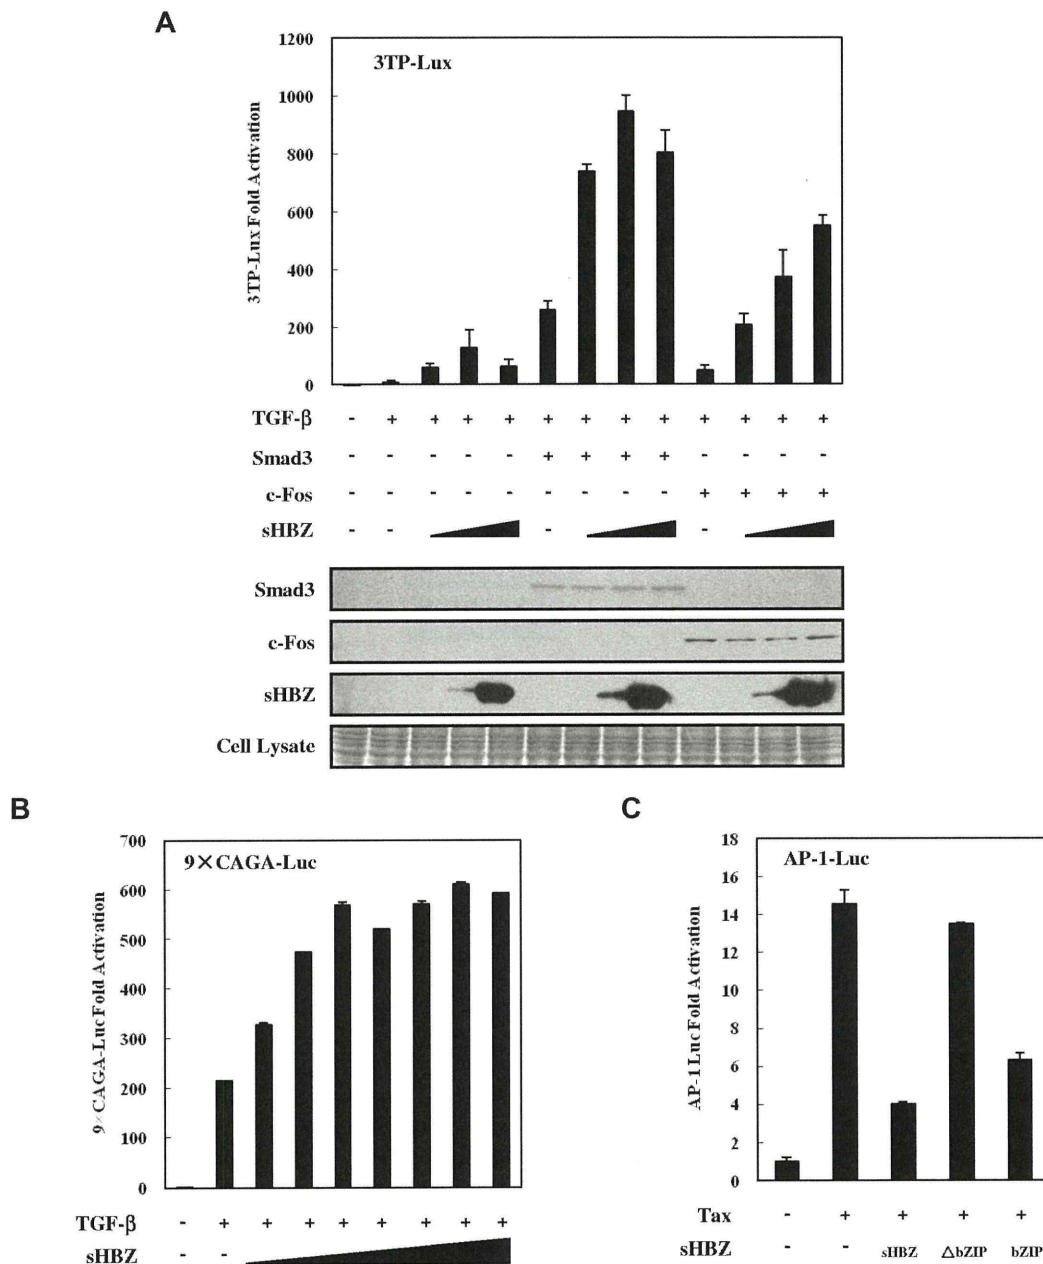 A
1200
3TP-Lux
1000
800
600
400
200
0
3TP-Lux Fold Activation
TGF-β - + + + + + + + + + + + +
Smad3 - - - - - + + + + - - - -
c-Fos - - - - - - - - - + + + +
sHBZ - - - -
Smad3
c-Fos
sHBZ
Cell Lysate
B
700
9×CAGA-Luc
600
500
400
300
200
100
0
9×CAGA-Luc Fold Activation
TGF-β - + + + + + + + +
sHBZ - -
C
18
AP-1-Luc
16
14
12
10
8
6
4
2
0
AP-1 Luc Fold Activation
Tax - + + + +
sHBZ - - sHBZ △bZIP bZIP